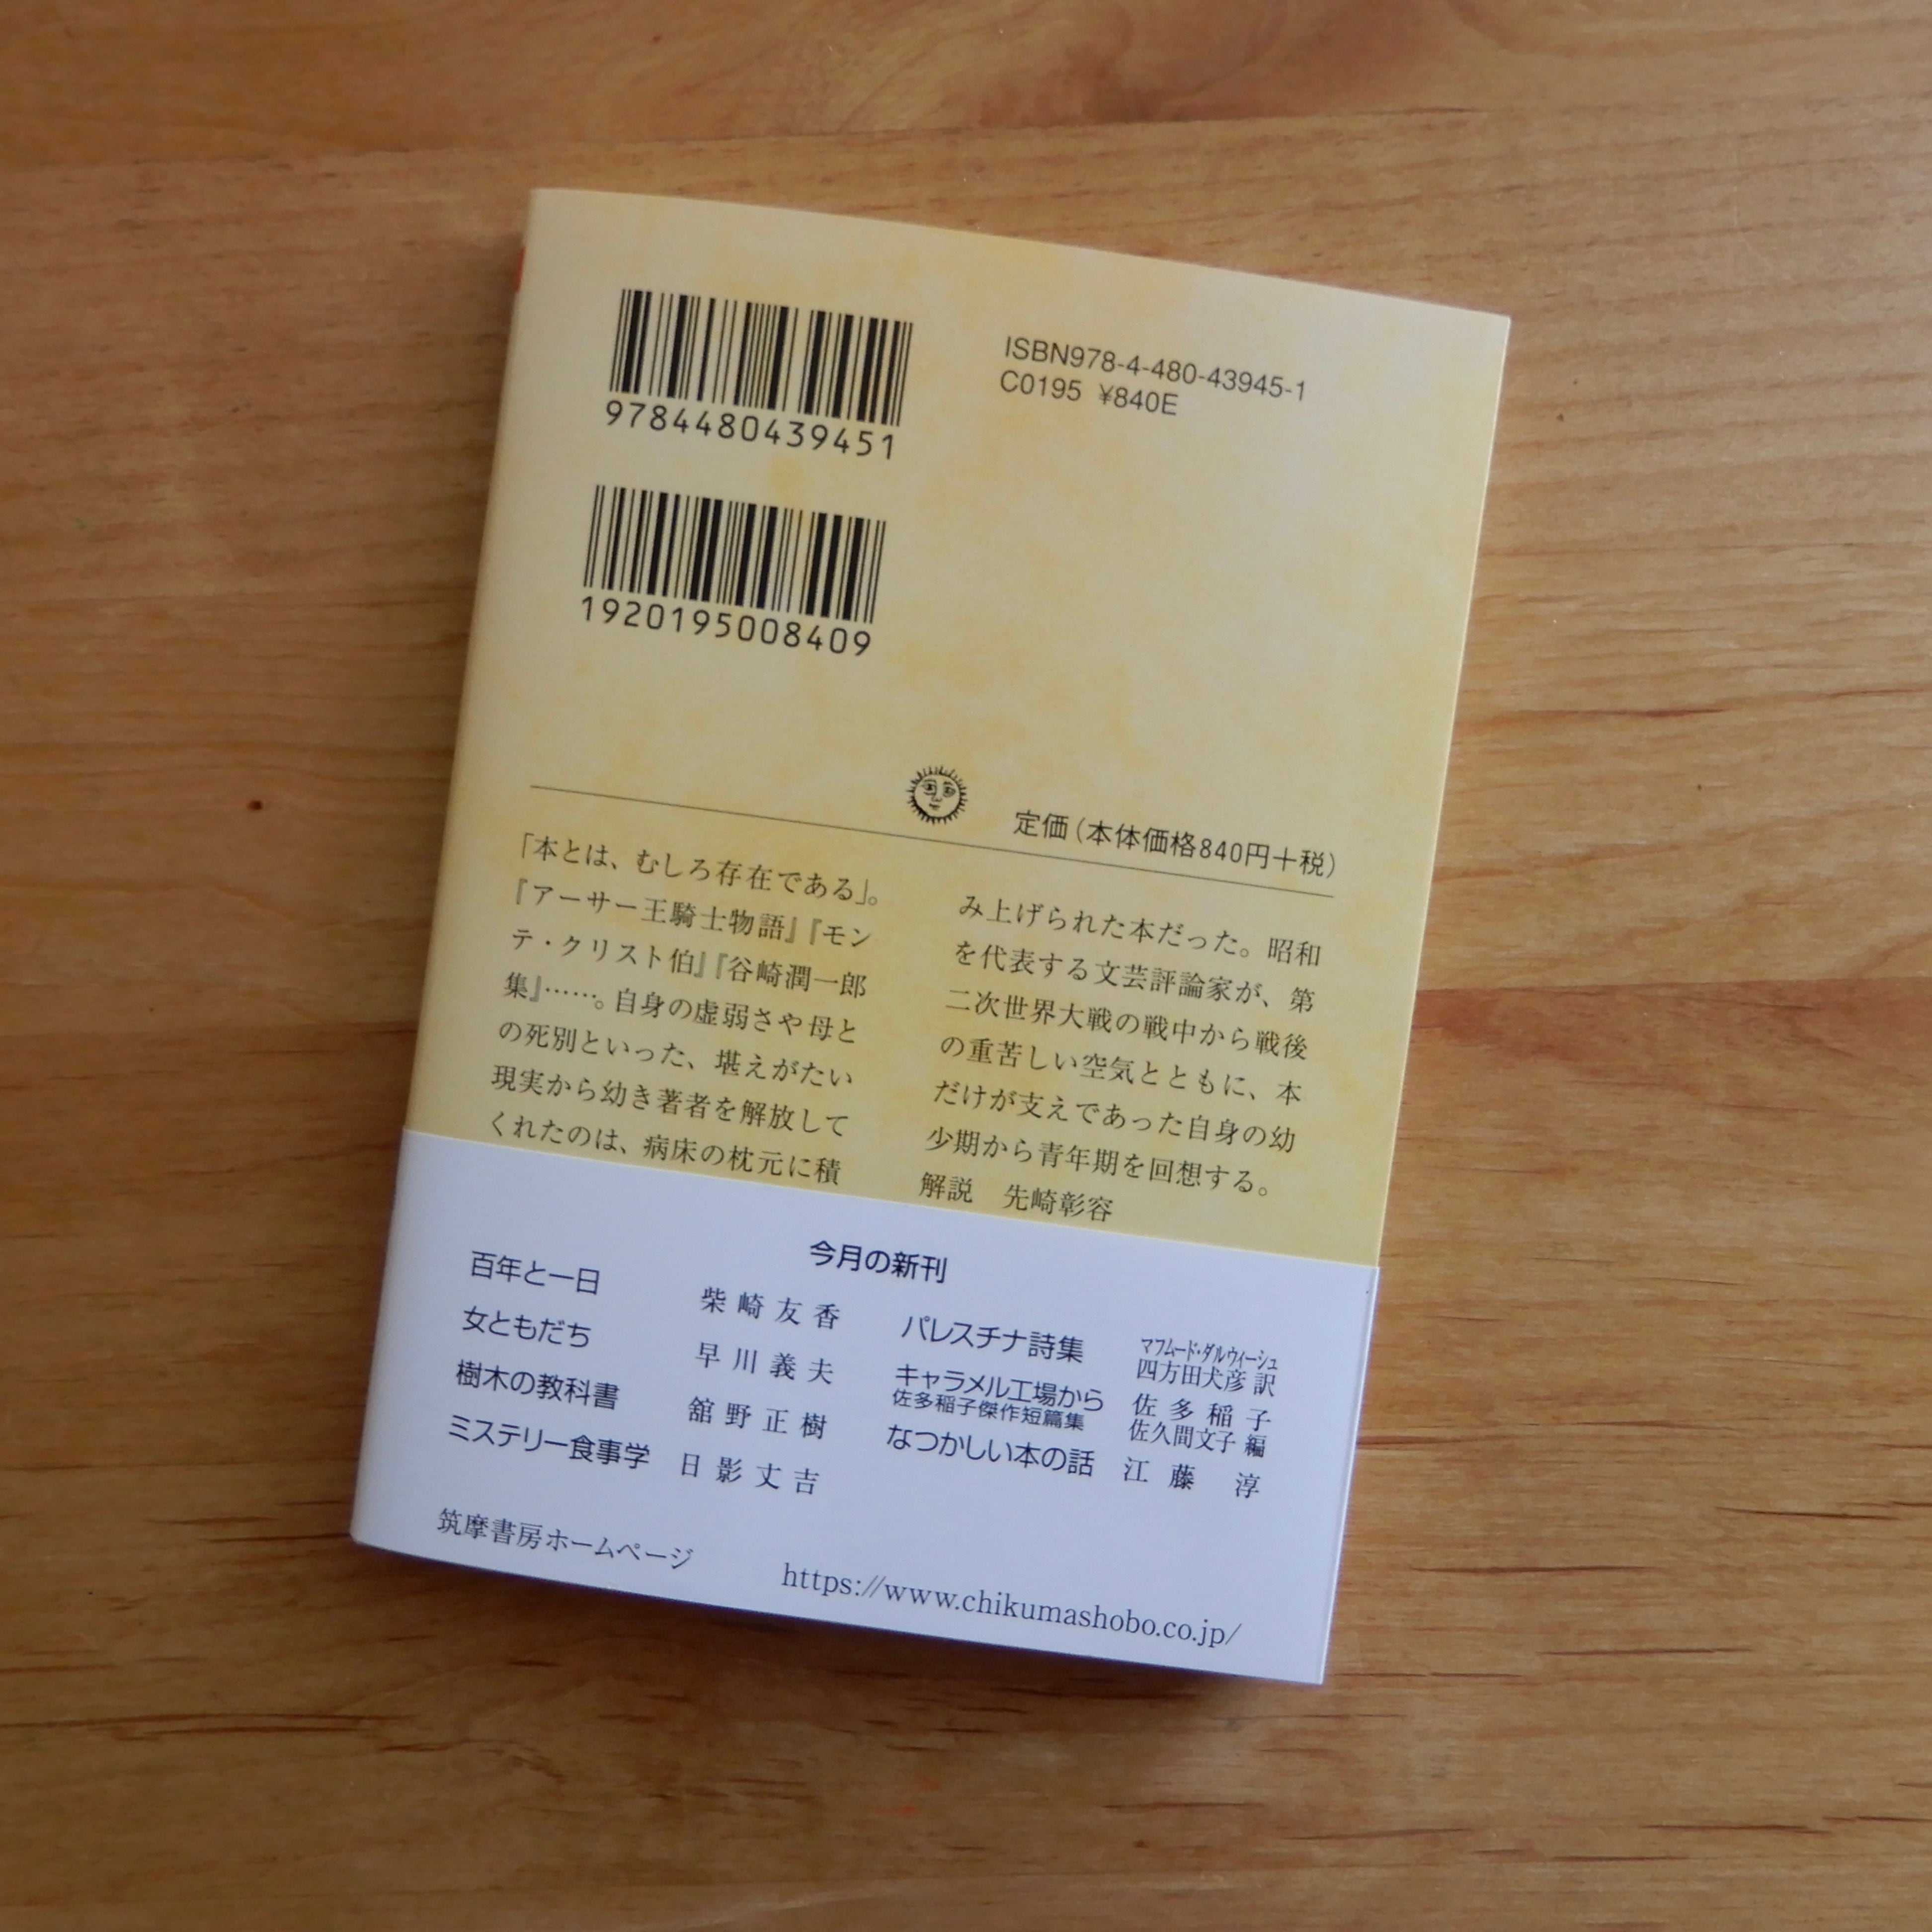 9784480439451
ISBN978-4-480-43945-1
C0195 ¥840E
1920195008409
定価(本体価格840円+税)
「本とは、むしろ存在である」。
『アーサー王騎士物語』『モン
テ・クリスト伯』『谷崎潤一郎
集』……。自身の虚弱さや母と
の死別といった、堪えがたい
現実から幼き著者を解放して
くれたのは、病床の枕元に積
み上げられた本だった。昭和
を代表する文芸評論家が、第
二次世界大戦の戦中から戦後
の重苦しい空気とともに、本
だけが支えであった自身の幼
少期から青年期を回想する。
解説 先崎彰容
今月の新刊
百年と一日 柴崎友香
女ともだち 早川義夫
樹木の教科書 舘野正樹
ミステリー食事学 日影丈吉
パレスチナ詩集 マフムード・ダルウィーシュ
四方田犬彦 訳
キャラメル工場から 佐多稲子
佐多稲子傑作短篇集 佐久間文子 編
なつかしい本の話 江藤淳
筑摩書房ホームページ https://www.chikumashobo.co.jp/